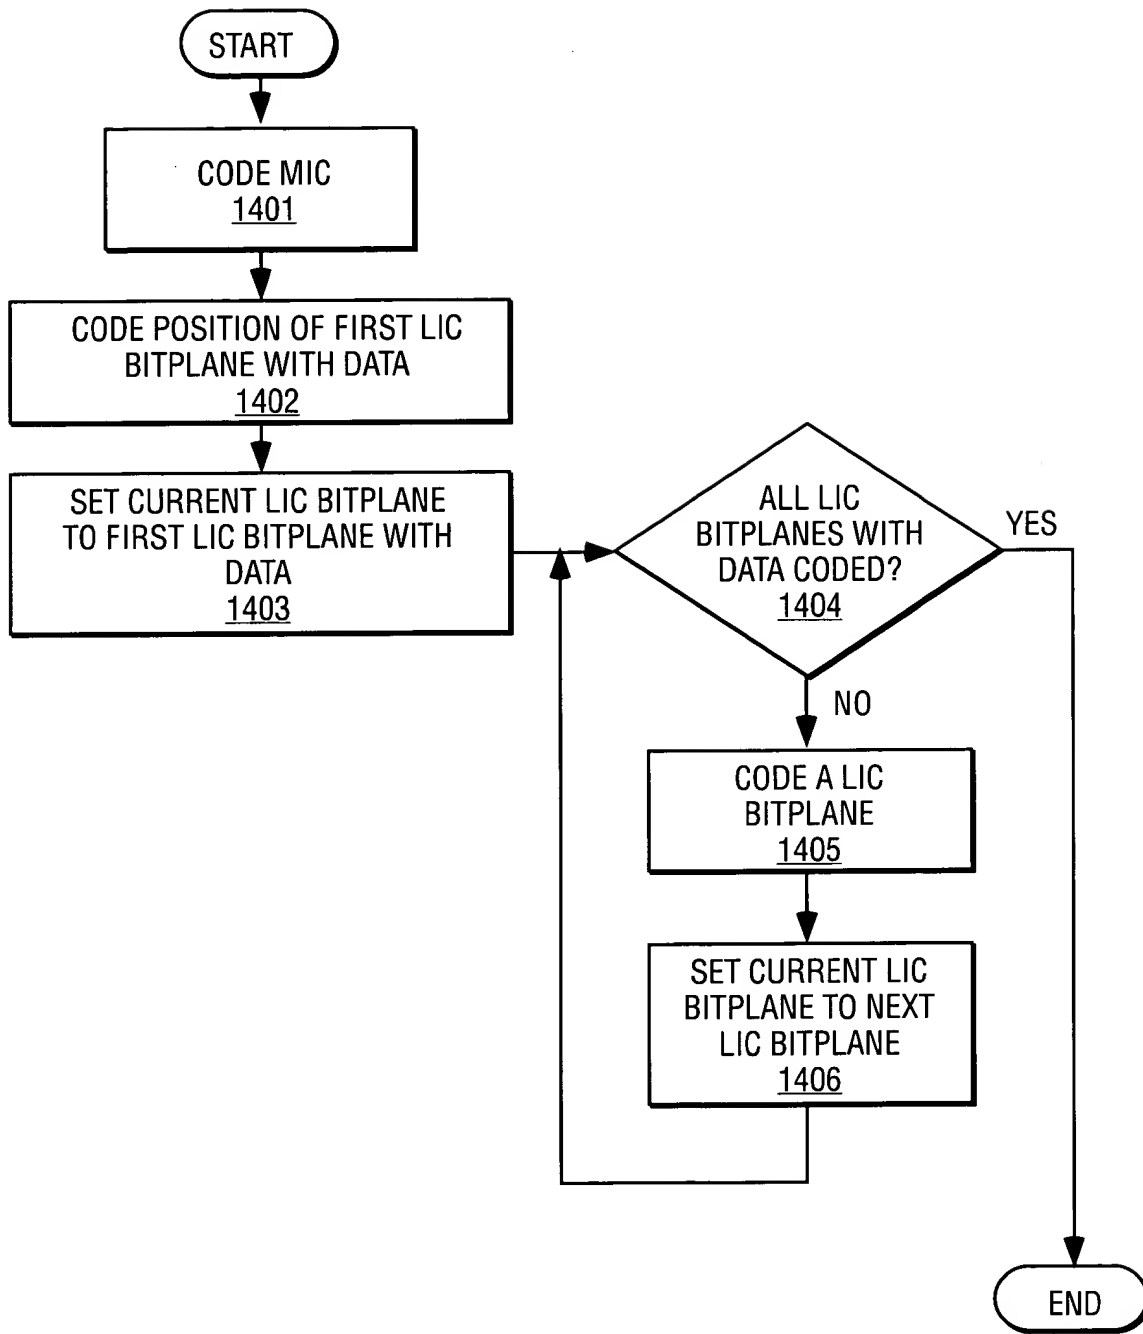 START
CODE MIC
1401
CODE POSITION OF FIRST LIC
BITPLANE WITH DATA
1402
SET CURRENT LIC BITPLANE
TO FIRST LIC BITPLANE WITH
DATA
1403
ALL LIC
BITPLANES WITH
DATA CODED?
1404
YES
NO
CODE A LIC
BITPLANE
1405
SET CURRENT LIC
BITPLANE TO NEXT
LIC BITPLANE
1406
END